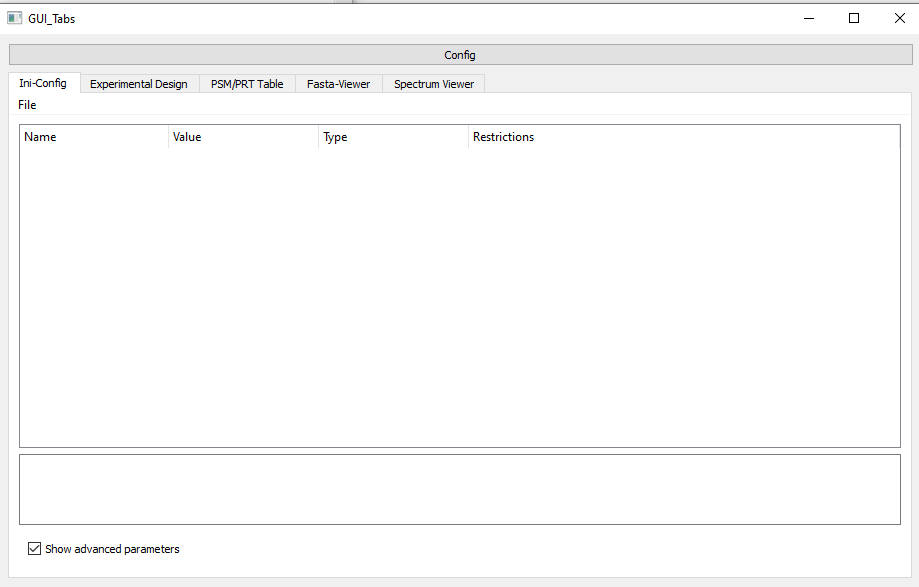 GUI_Tabs
Config
Ini-Config Experimental Design PSM/PRT Table Fasta-Viewer Spectrum Viewer
File
Name Value Type Restrictions
Show advanced parameters